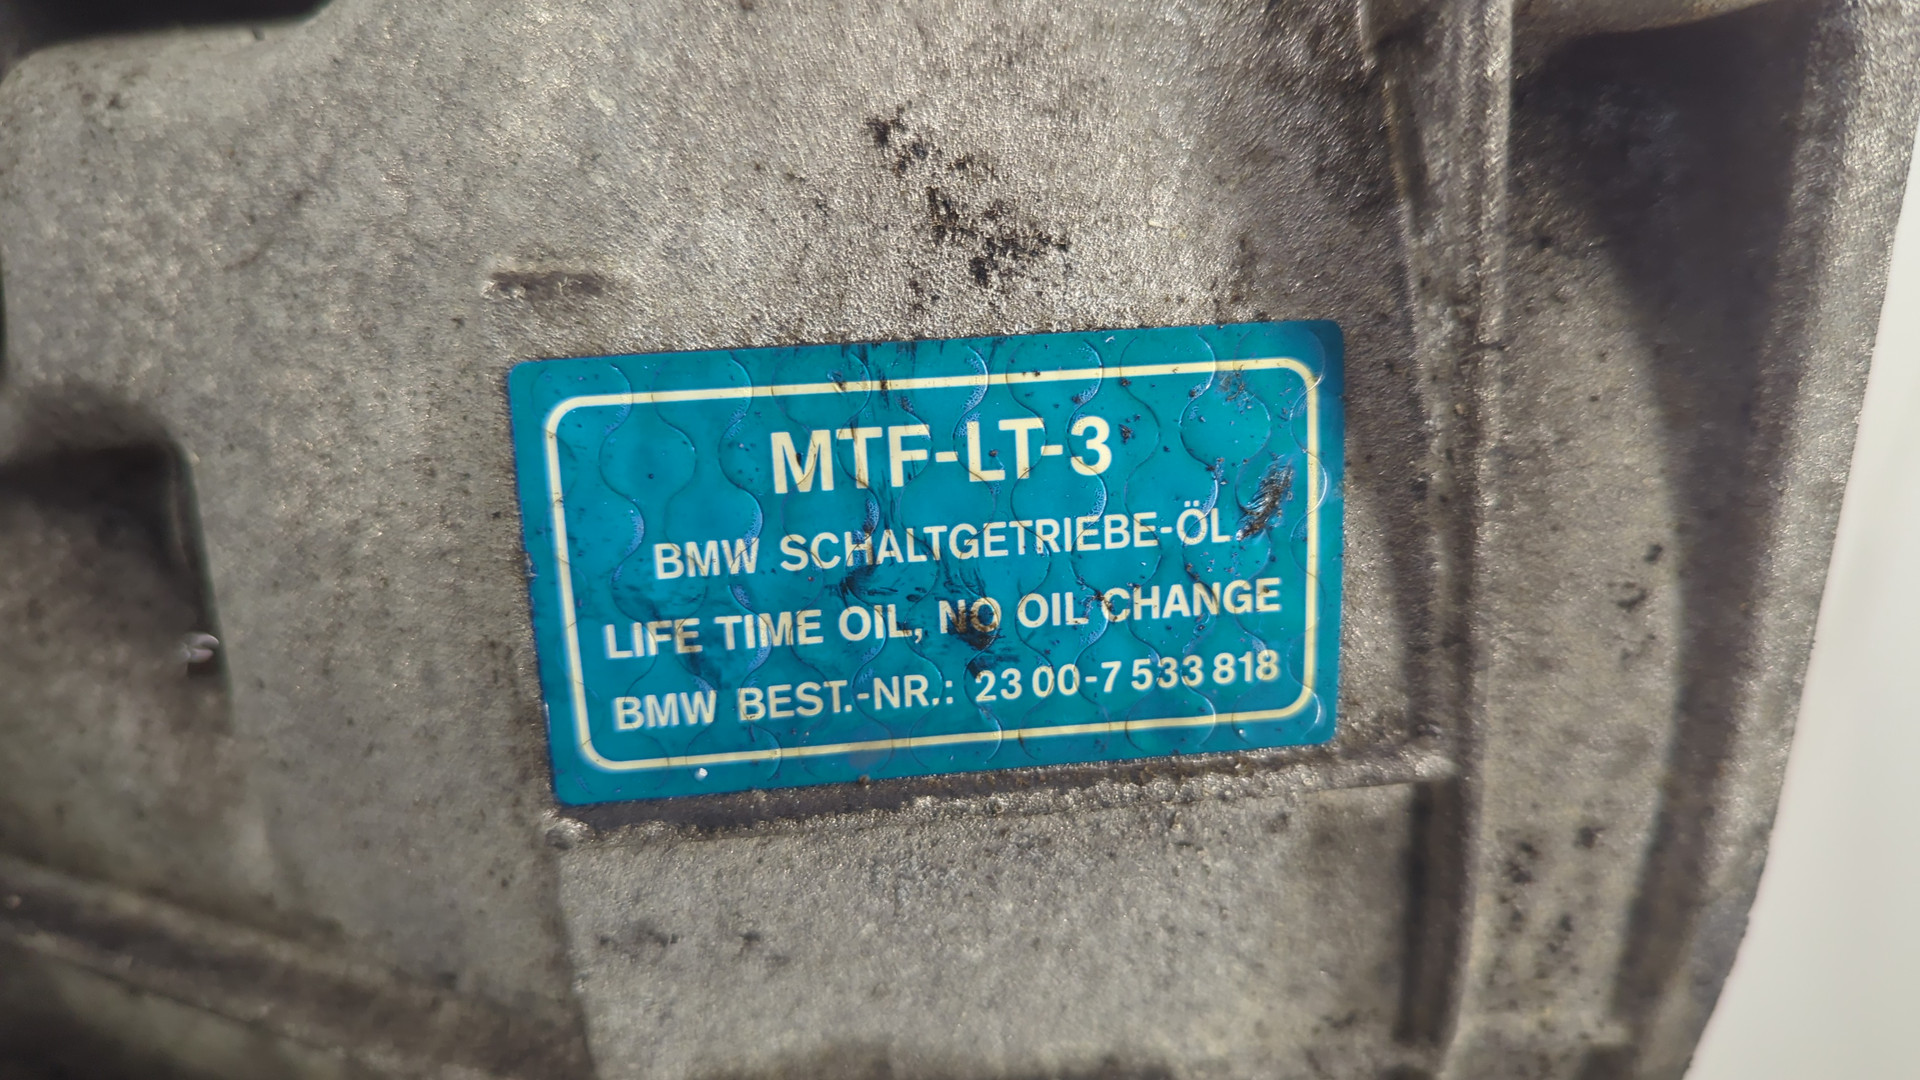 MTF-LT-3
BMW SCHALTGETRIEBE-ÖL
LIFE TIME OIL, NO OIL CHANGE
BMW BEST.-NR.: 23 00-7 533 818